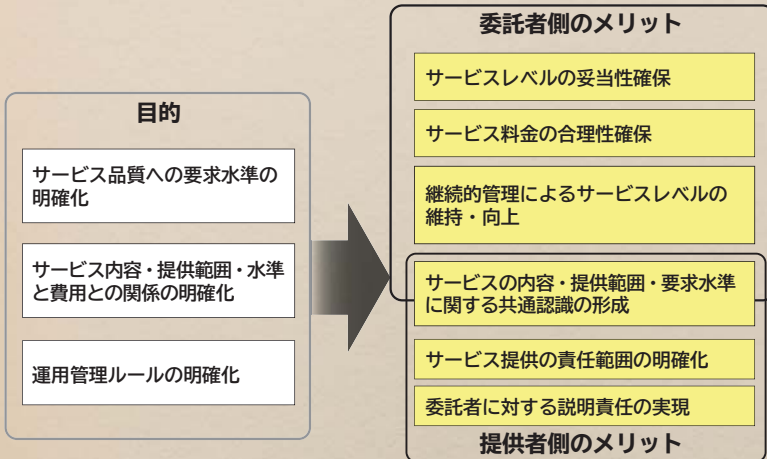 目的
サービス品質への要求水準の
明確化
サービス内容・提供範囲・水準
と費用との関係の明確化
運用管理ルールの明確化
委託者側のメリット
サービスレベルの妥当性確保
サービス料金の合理性確保
継続的管理によるサービスレベルの
維持・向上
サービスの内容・提供範囲・要求水準
に関する共通認識の形成
サービス提供の責任範囲の明確化
委託者に対する説明責任の実現
提供者側のメリット